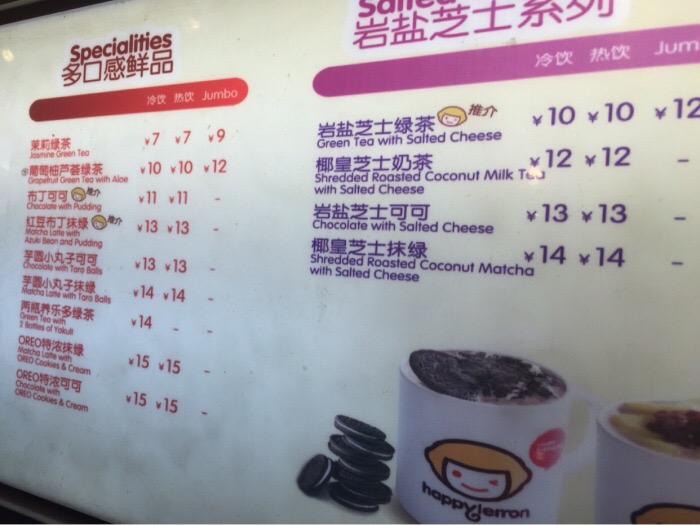 Specialities
多口感鲜品
冷饮 热饮 Jumbo
茉莉绿茶 ¥7 ¥7 ¥9
Jasmine Green Tea
葡萄柚芦荟绿茶 ¥10 ¥10 ¥12
Grapefruit Green Tea with Aloe
布丁可可 推介 ¥11 ¥11 -
Chocolate with Pudding
红豆布丁抹绿 推介 ¥13 ¥13 -
Matcha Latte with
Azuki Bean and Pudding
芋圆小丸子可可 ¥13 ¥13 -
Chocolate with Taro Balls
芋圆小丸子抹绿 ¥14 ¥14 -
Matcha Latte with Taro Balls
两瓶养乐多绿茶 ¥14 - -
Green Tea with
2 Bottles of Yakult
OREO特浓抹绿 ¥15 ¥15 -
Matcha Latte with
OREO Cookies & Cream
OREO特浓可可 ¥15 ¥15 -
Chocolate with
OREO Cookies & Cream
Salted
岩盐芝士系列
冷饮 热饮 Jum
岩盐芝士绿茶 推介 ¥10 ¥10 ¥12
Green Tea with Salted Cheese
椰皇芝士奶茶 ¥12 ¥12 -
Shredded Roasted Coconut Milk Tea
with Salted Cheese
岩盐芝士可可 ¥13 ¥13 -
Chocolate with Salted Cheese
椰皇芝士抹绿 ¥14 ¥14 -
Shredded Roasted Coconut Matcha
with Salted Cheese
happylemon